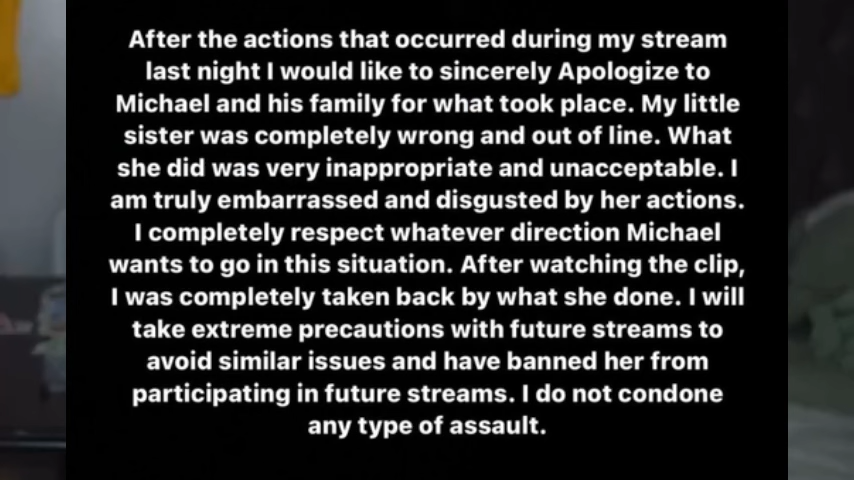 After the actions that occurred during my stream
last night I would like to sincerely Apologize to
Michael and his family for what took place. My little
sister was completely wrong and out of line. What
she did was very inappropriate and unacceptable. I
am truly embarrassed and disgusted by her actions.
I completely respect whatever direction Michael
wants to go in this situation. After watching the clip,
I was completely taken back by what she done. I will
take extreme precautions with future streams to
avoid similar issues and have banned her from
participating in future streams. I do not condone
any type of assault.